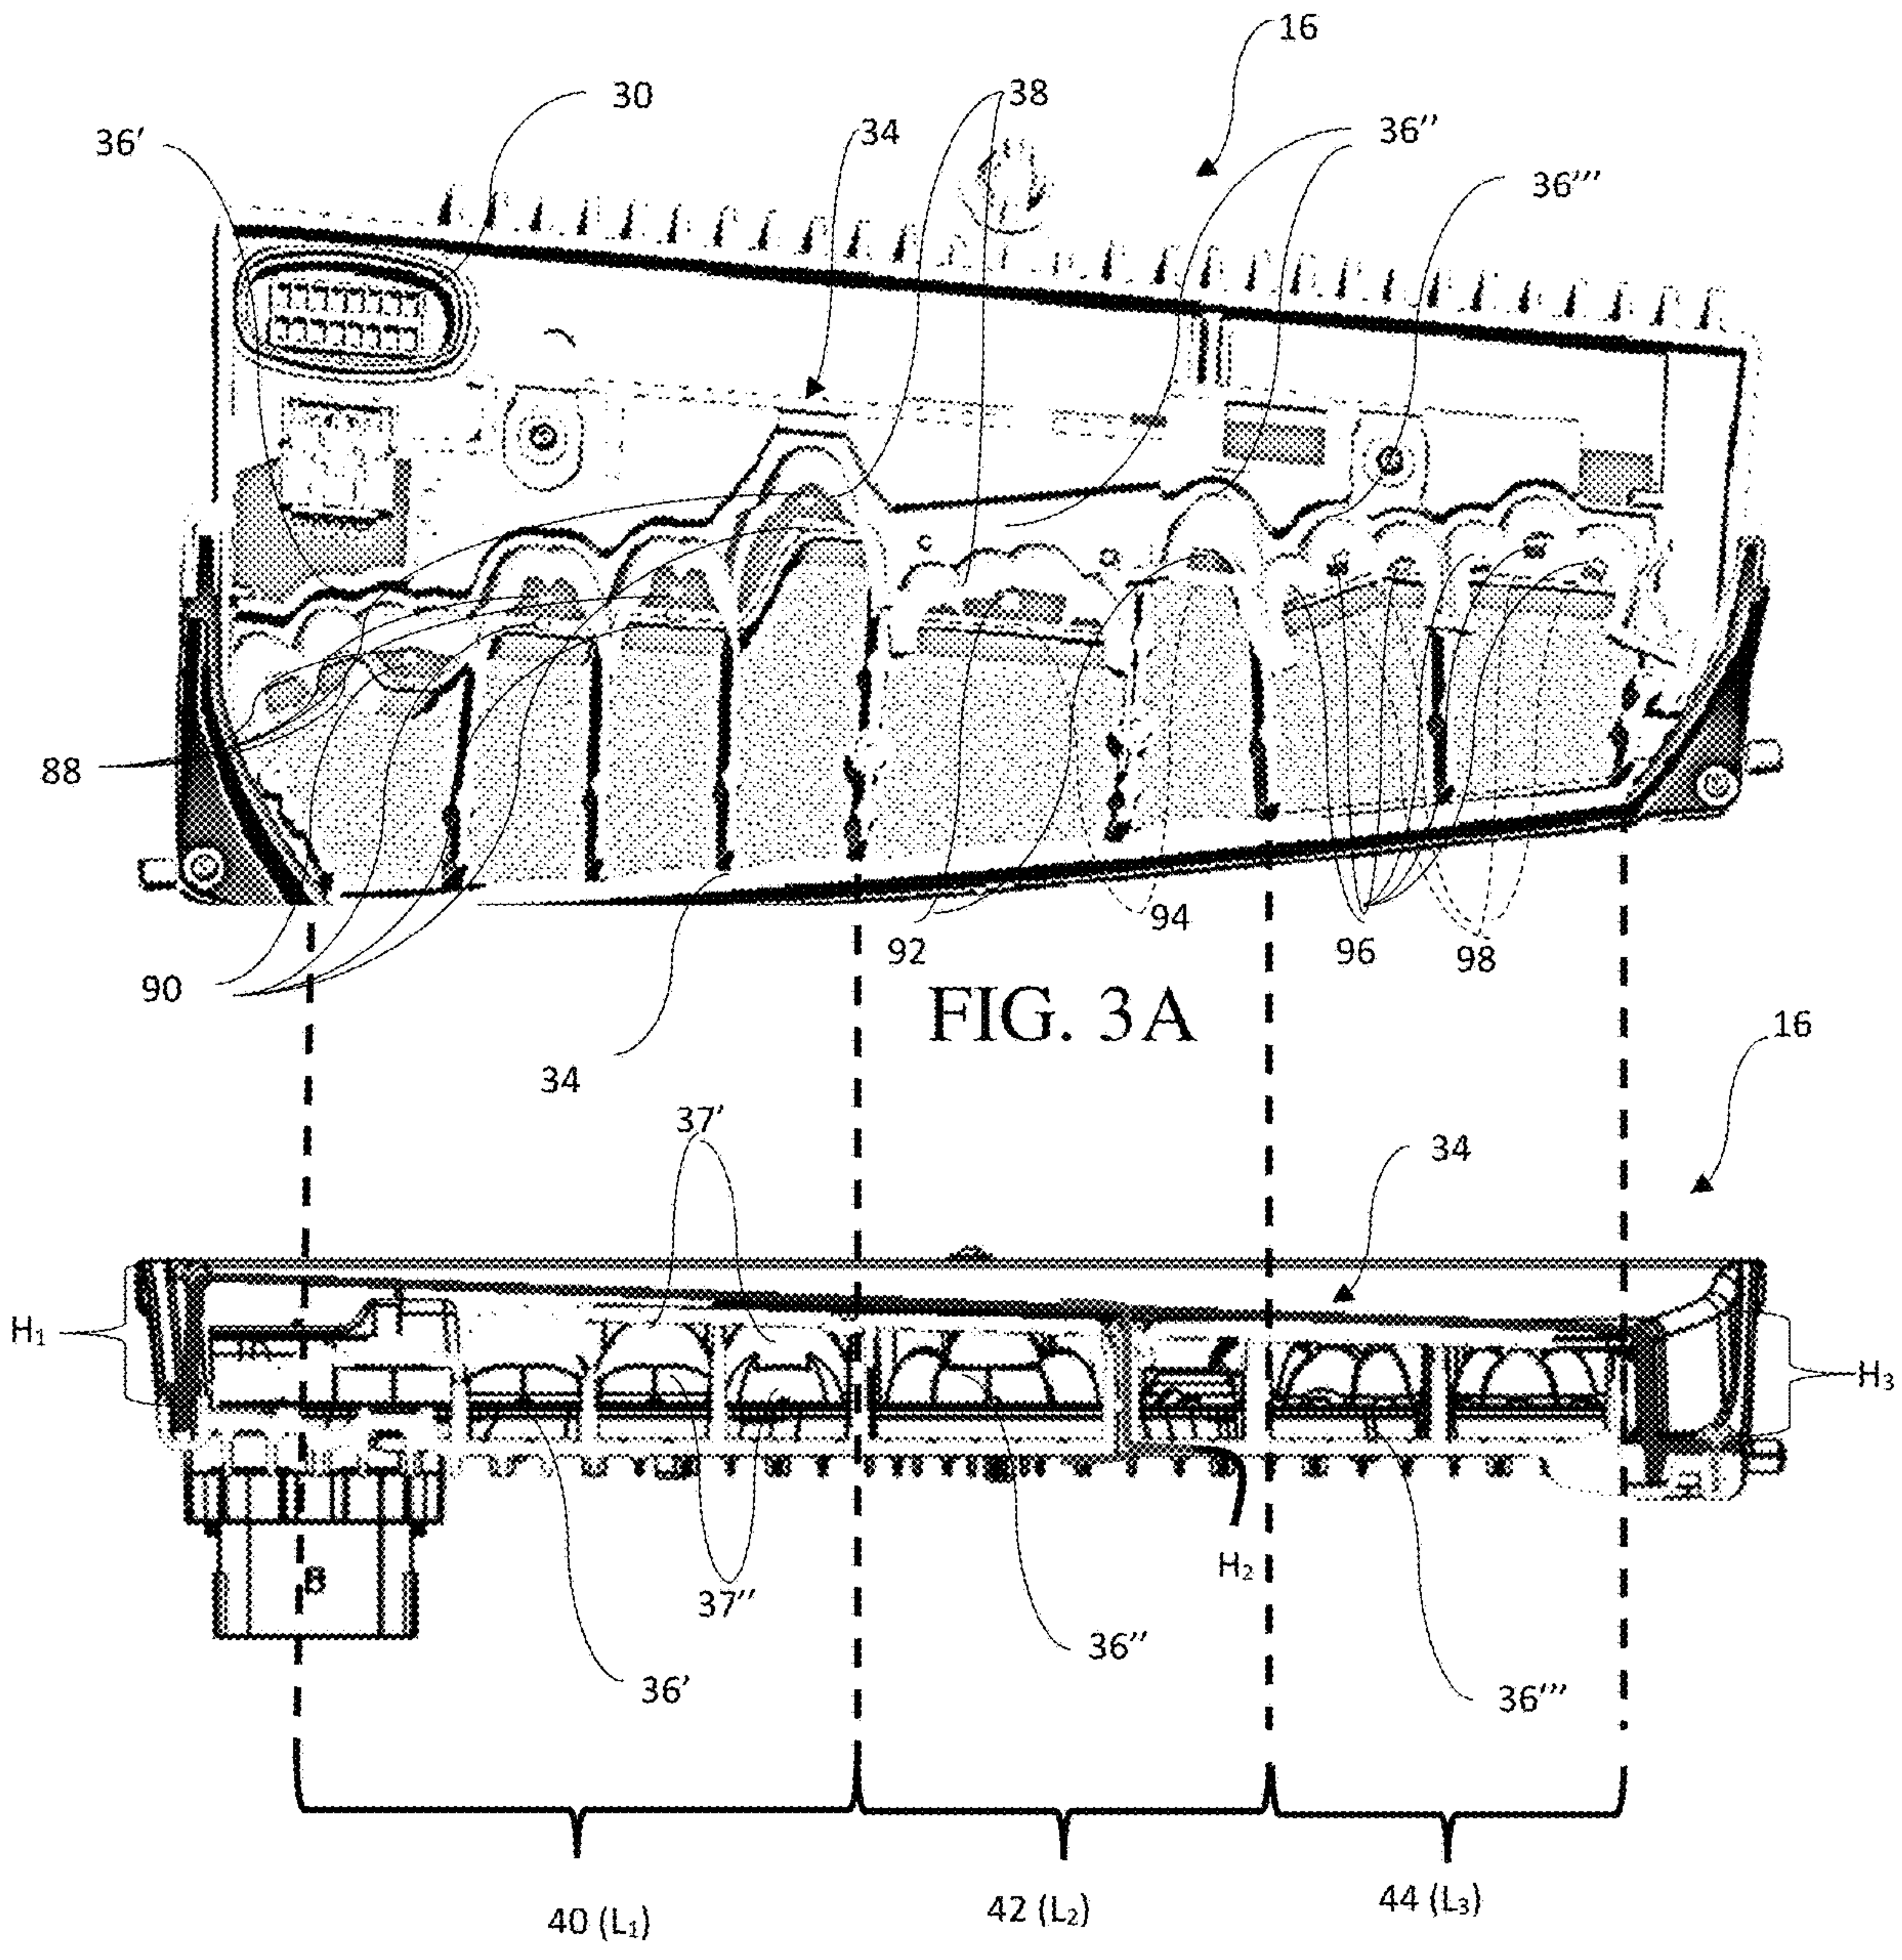 16
30
38
34
36′
36′′
36′′′
88
94
92
96
98
90
FIG. 3A
16
34
37′
34
H₁
H₃
H₂
B
37′′
36′′
36′
36′′′
44 (L₃)
42 (L₂)
40 (L₁)